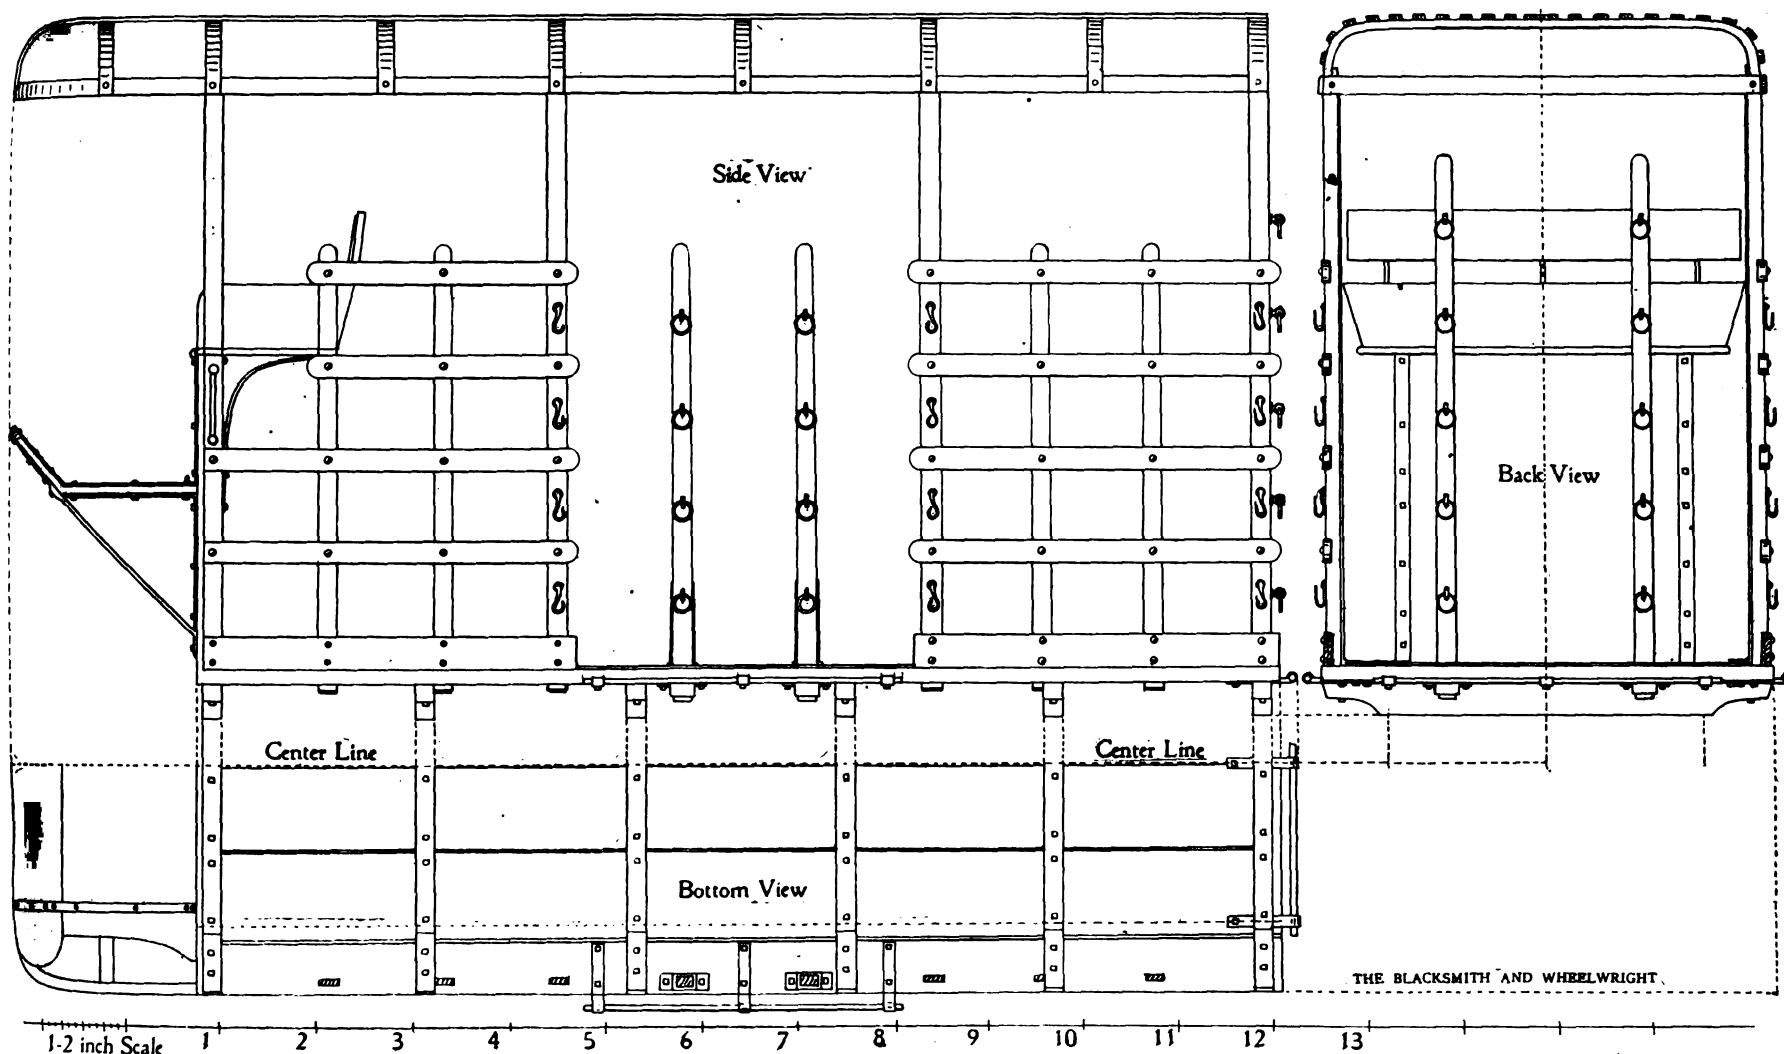 Side View
Back View
Center Line
Center Line
Bottom View
THE BLACKSMITH AND WHEELWRIGHT
1-2 inch Scale 1 2 3 4 5 6 7 8 9 10 11 12 13